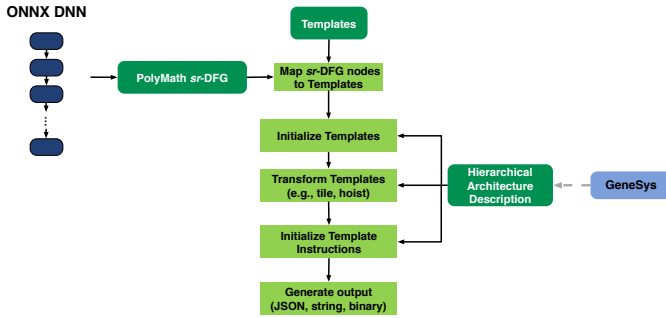 ONNX DNN
Templates
PolyMath sr-DFG
Map sr-DFG nodes
to Templates
Initialize Templates
Transform Templates
(e.g., tile, hoist)
Hierarchical
Architecture
Description
GeneSys
Initialize Template
Instructions
Generate output
(JSON, string, binary)